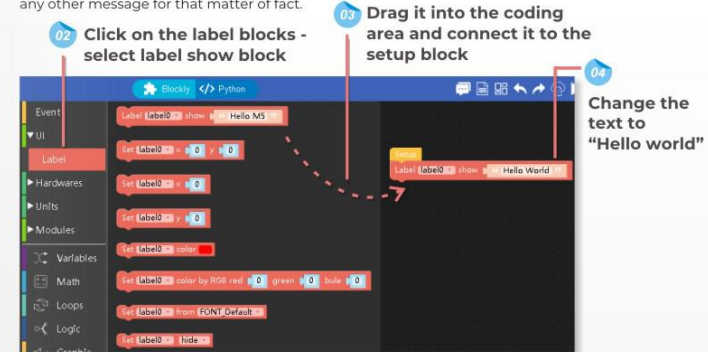 any other message for that matter of fact.
02 Click on the label blocks -
select label show block
03 Drag it into the coding
area and connect it to the
setup block
04
Change the
text to
“Hello world”
Blockly </> Python
Event
UI
Label
Hardwares
Units
Modules
Variables
Math
Loops
Logic
Graphic
Label label0 show “ Hello M5 ”
Set label0 x 0 y 0
Set label0 x 0
Set label0 y 0
Set label0 color
Set label0 color by RGB red 0 green 0 bule 0
Set label0 from FONT_Default
Set label0 hide
Setup
Label label0 show “ Hello World ”